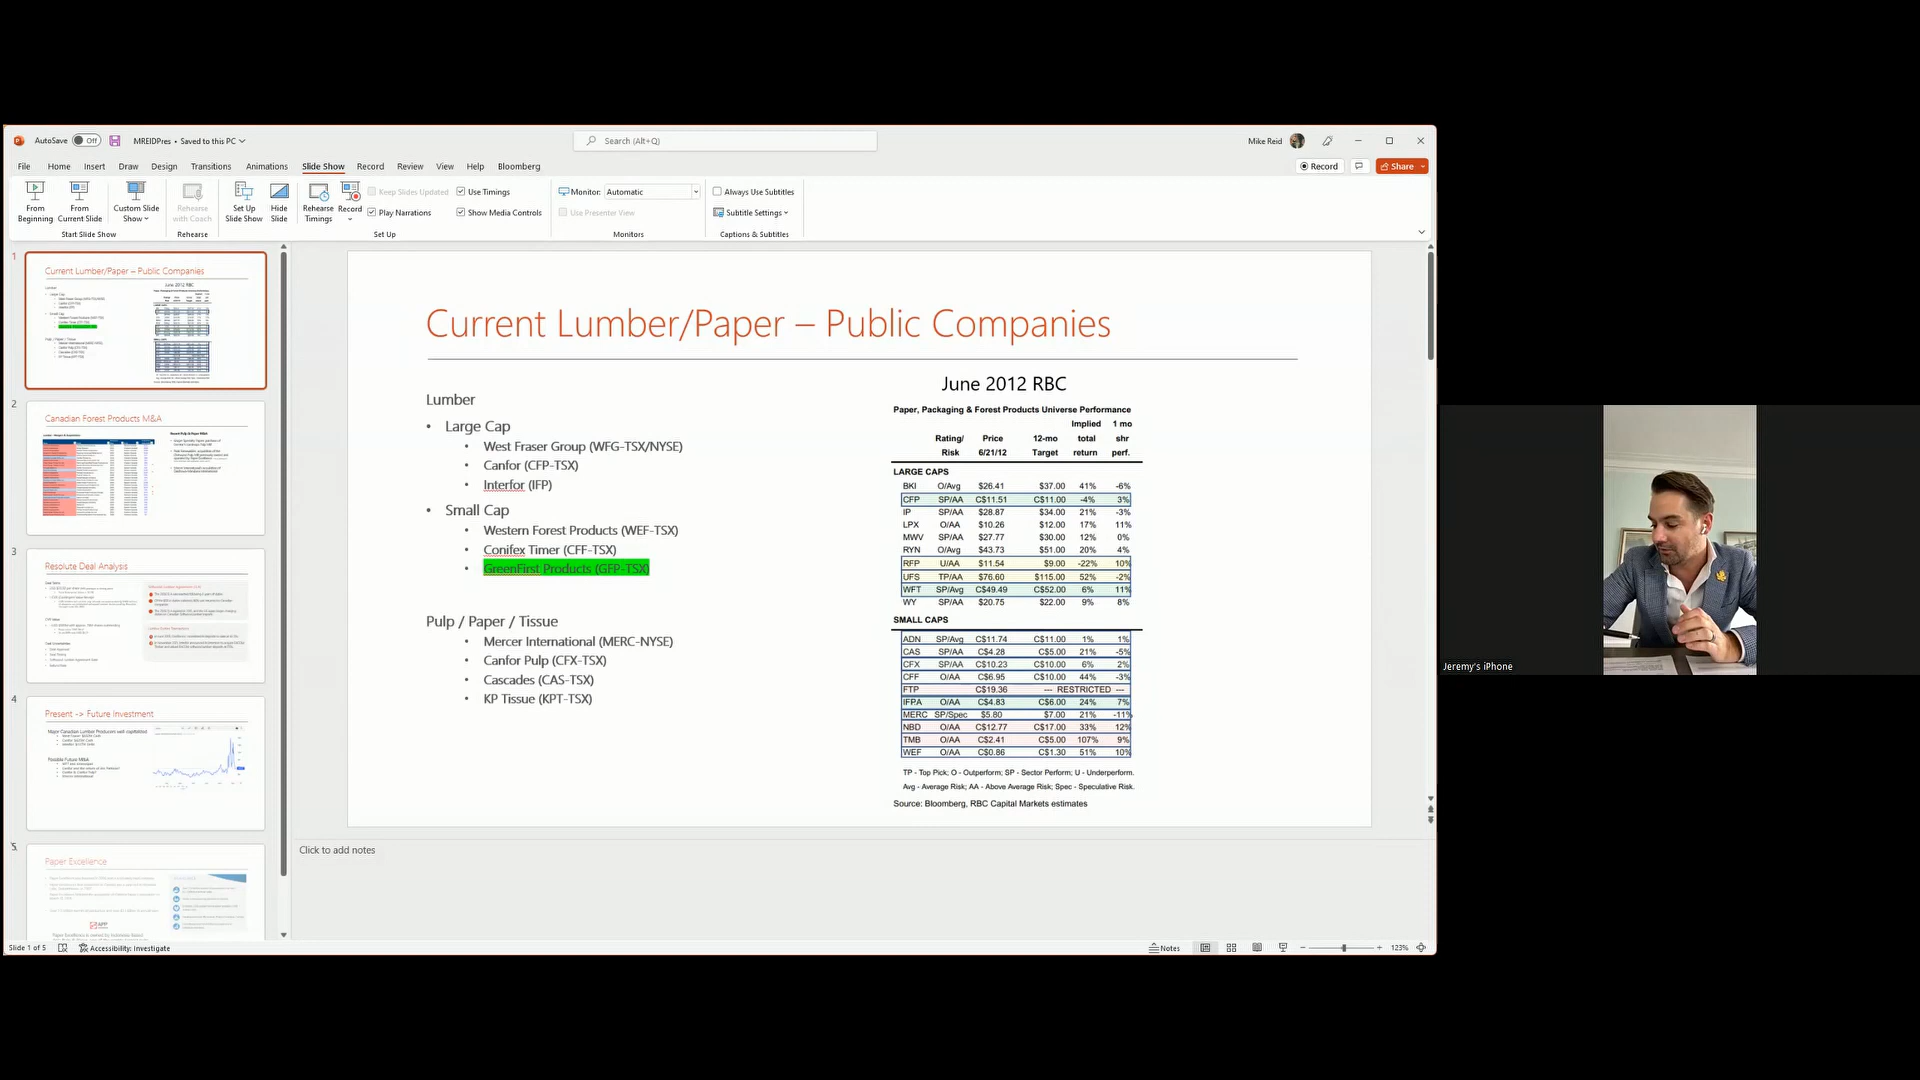 AutoSave Off MREIDPres • Saved to this PC Search (Alt+Q) Mike Reid
File Home Insert Draw Design Transitions Animations Slide Show Record Review View Help Bloomberg Record Share
From Beginning From Current Slide Custom Slide Show Rehearse with Coach Set Up Slide Show Hide Slide Rehearse Timings Record Keep Slides Updated Use Timings Monitor: Automatic Always Use Subtitles
Play Narrations Show Media Controls Use Presenter View Subtitle Settings
Start Slide Show Rehearse Set Up Monitors Captions & Subtitles
1
Current Lumber/Paper – Public Companies
June 2012 RBC
2
Canadian Forest Products M&A
3
Resolute Deal Analysis
4
Present -> Future Investment
5
Paper Excellence
Current Lumber/Paper – Public Companies
Lumber
• Large Cap
• West Fraser Group (WFG-TSX/NYSE)
• Canfor (CFP-TSX)
• Interfor (IFP)
• Small Cap
• Western Forest Products (WEF-TSX)
• Conifex Timer (CFF-TSX)
• GreenFirst Products (GFP-TSX)
Pulp / Paper / Tissue
• Mercer International (MERC-NYSE)
• Canfor Pulp (CFX-TSX)
• Cascades (CAS-TSX)
• KP Tissue (KPT-TSX)
June 2012 RBC
Paper, Packaging & Forest Products Universe Performance
Implied 1 mo
Rating/ Price 12-mo total shr
Risk 6/21/12 Target return perf.
LARGE CAPS
BKI O/Avg $26.41 $37.00 41% -6%
CFP SP/AA C$11.51 C$11.00 -4% 3%
IP SP/AA $28.87 $34.00 21% -3%
LPX O/AA $10.26 $12.00 17% 11%
MWV SP/AA $27.77 $30.00 12% 0%
RYN O/Avg $43.73 $51.00 20% 4%
RFP U/AA $11.54 $9.00 -22% 10%
UFS TP/AA $76.60 $115.00 52% -2%
WFT SP/Avg C$49.49 C$52.00 6% 11%
WY SP/AA $20.75 $22.00 9% 8%
SMALL CAPS
ADN SP/Avg C$11.74 C$11.00 1% 1%
CAS SP/AA C$4.28 C$5.00 21% -5%
CFX SP/AA C$10.23 C$10.00 6% 2%
CFF O/AA C$6.95 C$10.00 44% -3%
FTP C$19.36 --- RESTRICTED ---
IFPA O/AA C$4.83 C$6.00 24% 7%
MERC SP/Spec $5.80 $7.00 21% -11%
NBD O/AA C$12.77 C$17.00 33% 12%
TMB O/AA C$2.41 C$5.00 107% 9%
WEF O/AA C$0.86 C$1.30 51% 10%
TP - Top Pick; O - Outperform; SP - Sector Perform; U - Underperform.
Avg - Average Risk; AA - Above Average Risk; Spec - Speculative Risk.
Source: Bloomberg, RBC Capital Markets estimates
Click to add notes
Slide 1 of 5 Accessibility: Investigate Notes 123%
Jeremy's iPhone